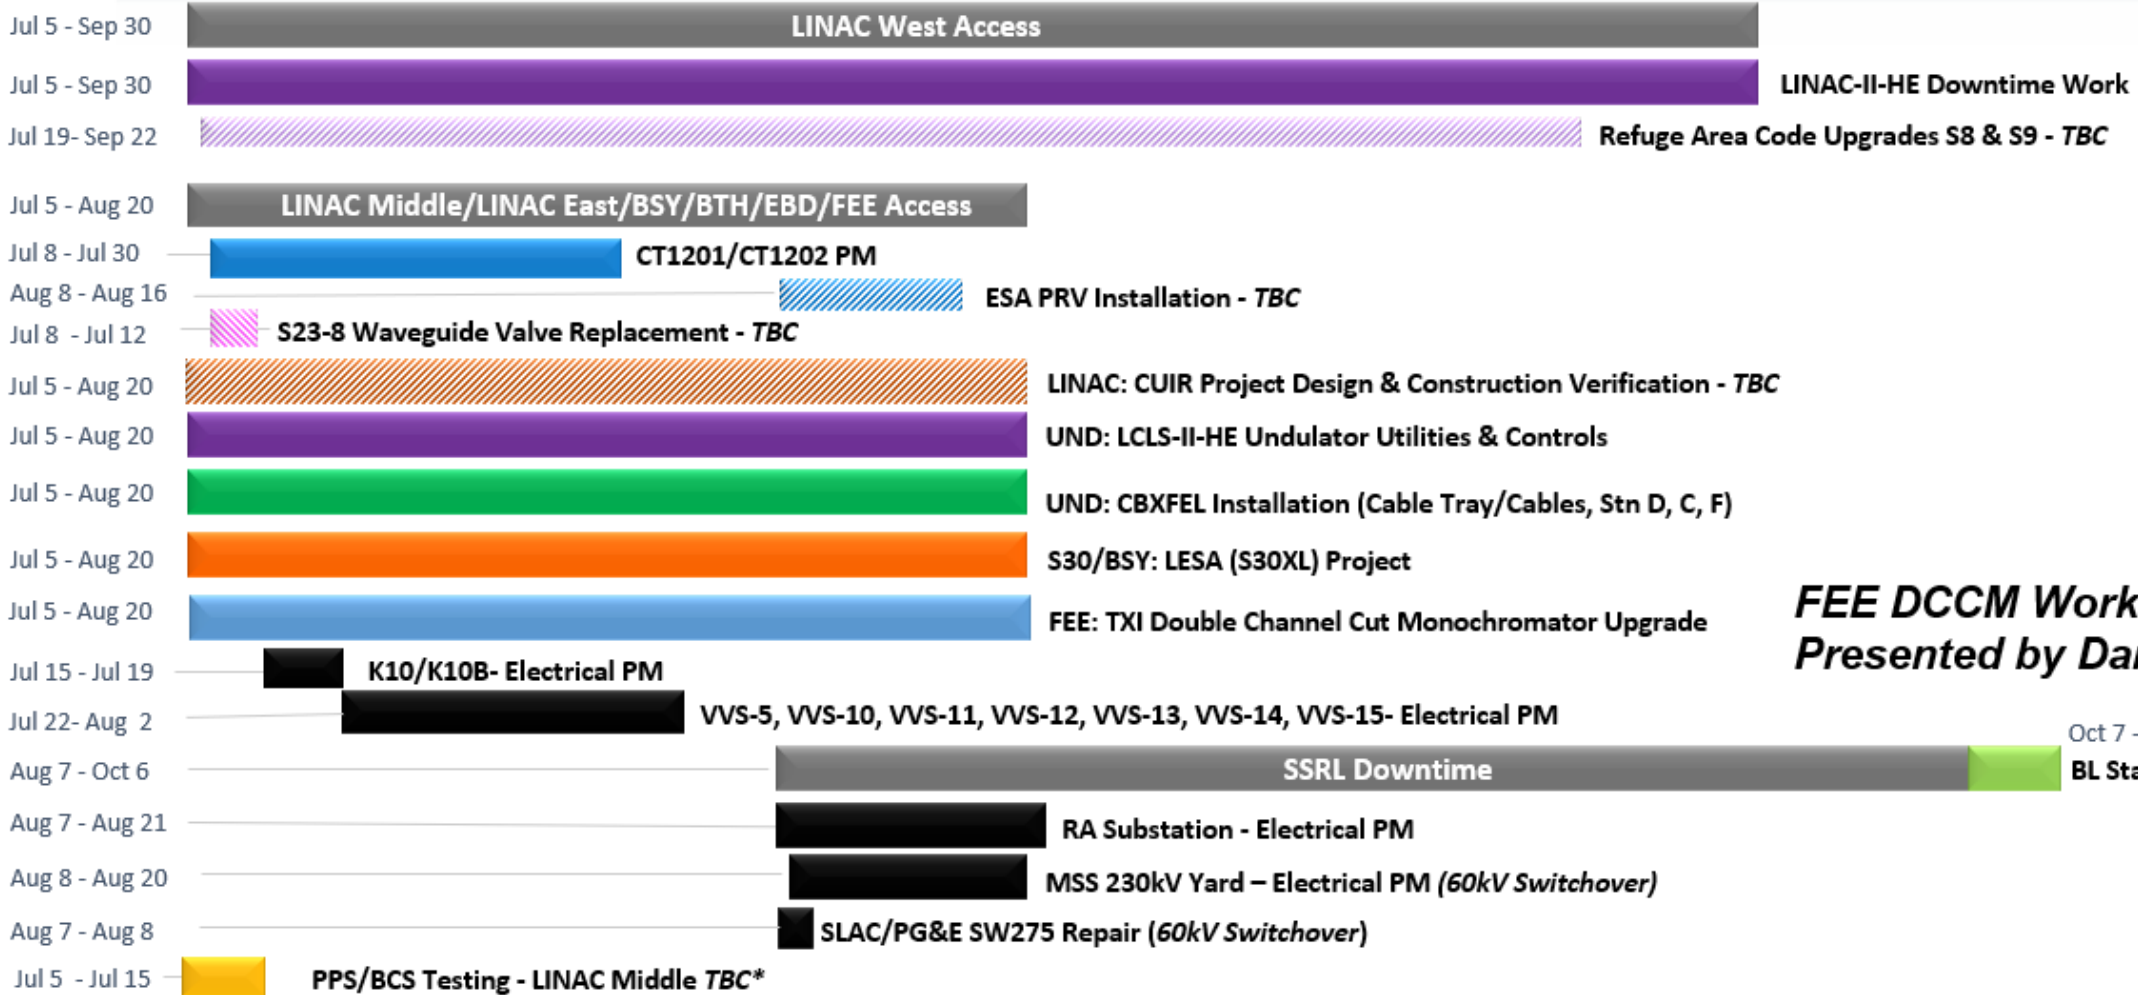 Jul 5 - Sep 30
LINAC West Access
Jul 5 - Sep 30
LINAC-II-HE Downtime Work
Jul 19- Sep 22
Refuge Area Code Upgrades S8 & S9 - TBC
Jul 5 - Aug 20
LINAC Middle/LINAC East/BSY/BTH/EBD/FEE Access
Jul 8 - Jul 30
CT1201/CT1202 PM
Aug 8 - Aug 16
ESA PRV Installation - TBC
Jul 8 - Jul 12
S23-8 Waveguide Valve Replacement - TBC
Jul 5 - Aug 20
LINAC: CUIR Project Design & Construction Verification - TBC
Jul 5 - Aug 20
UND: LCLS-II-HE Undulator Utilities & Controls
Jul 5 - Aug 20
UND: CBXFEL Installation (Cable Tray/Cables, Stn D, C, F)
Jul 5 - Aug 20
S30/BSY: LESA (S30XL) Project
Jul 5 - Aug 20
FEE: TXI Double Channel Cut Monochromator Upgrade
FEE DCCM Work
Presented by Da
Jul 15 - Jul 19
K10/K10B- Electrical PM
Jul 22- Aug 2
VVS-5, VVS-10, VVS-11, VVS-12, VVS-13, VVS-14, VVS-15- Electrical PM
Oct 7 -
Aug 7 - Oct 6
SSRL Downtime
BL Sta
Aug 7 - Aug 21
RA Substation - Electrical PM
Aug 8 - Aug 20
MSS 230kV Yard – Electrical PM (60kV Switchover)
Aug 7 - Aug 8
SLAC/PG&E SW275 Repair (60kV Switchover)
Jul 5 - Jul 15
PPS/BCS Testing - LINAC Middle TBC*